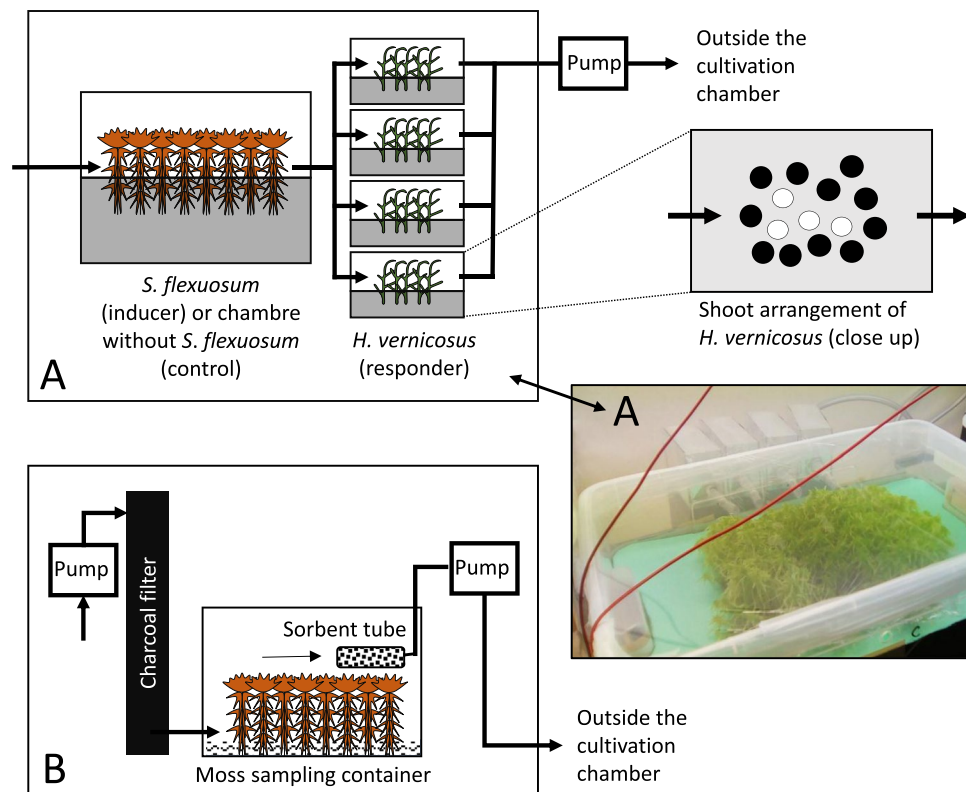 Pump
Outside the
cultivation
chamber
S. flexuosum
(inducer) or chambre
without S. flexuosum
(control)
H. vernicosus
(responder)
A
Shoot arrangement of
H. vernicosus (close up)
A
C
Pump
Charcoal filter
Sorbent tube
Pump
Moss sampling container
Outside the
cultivation
chamber
B